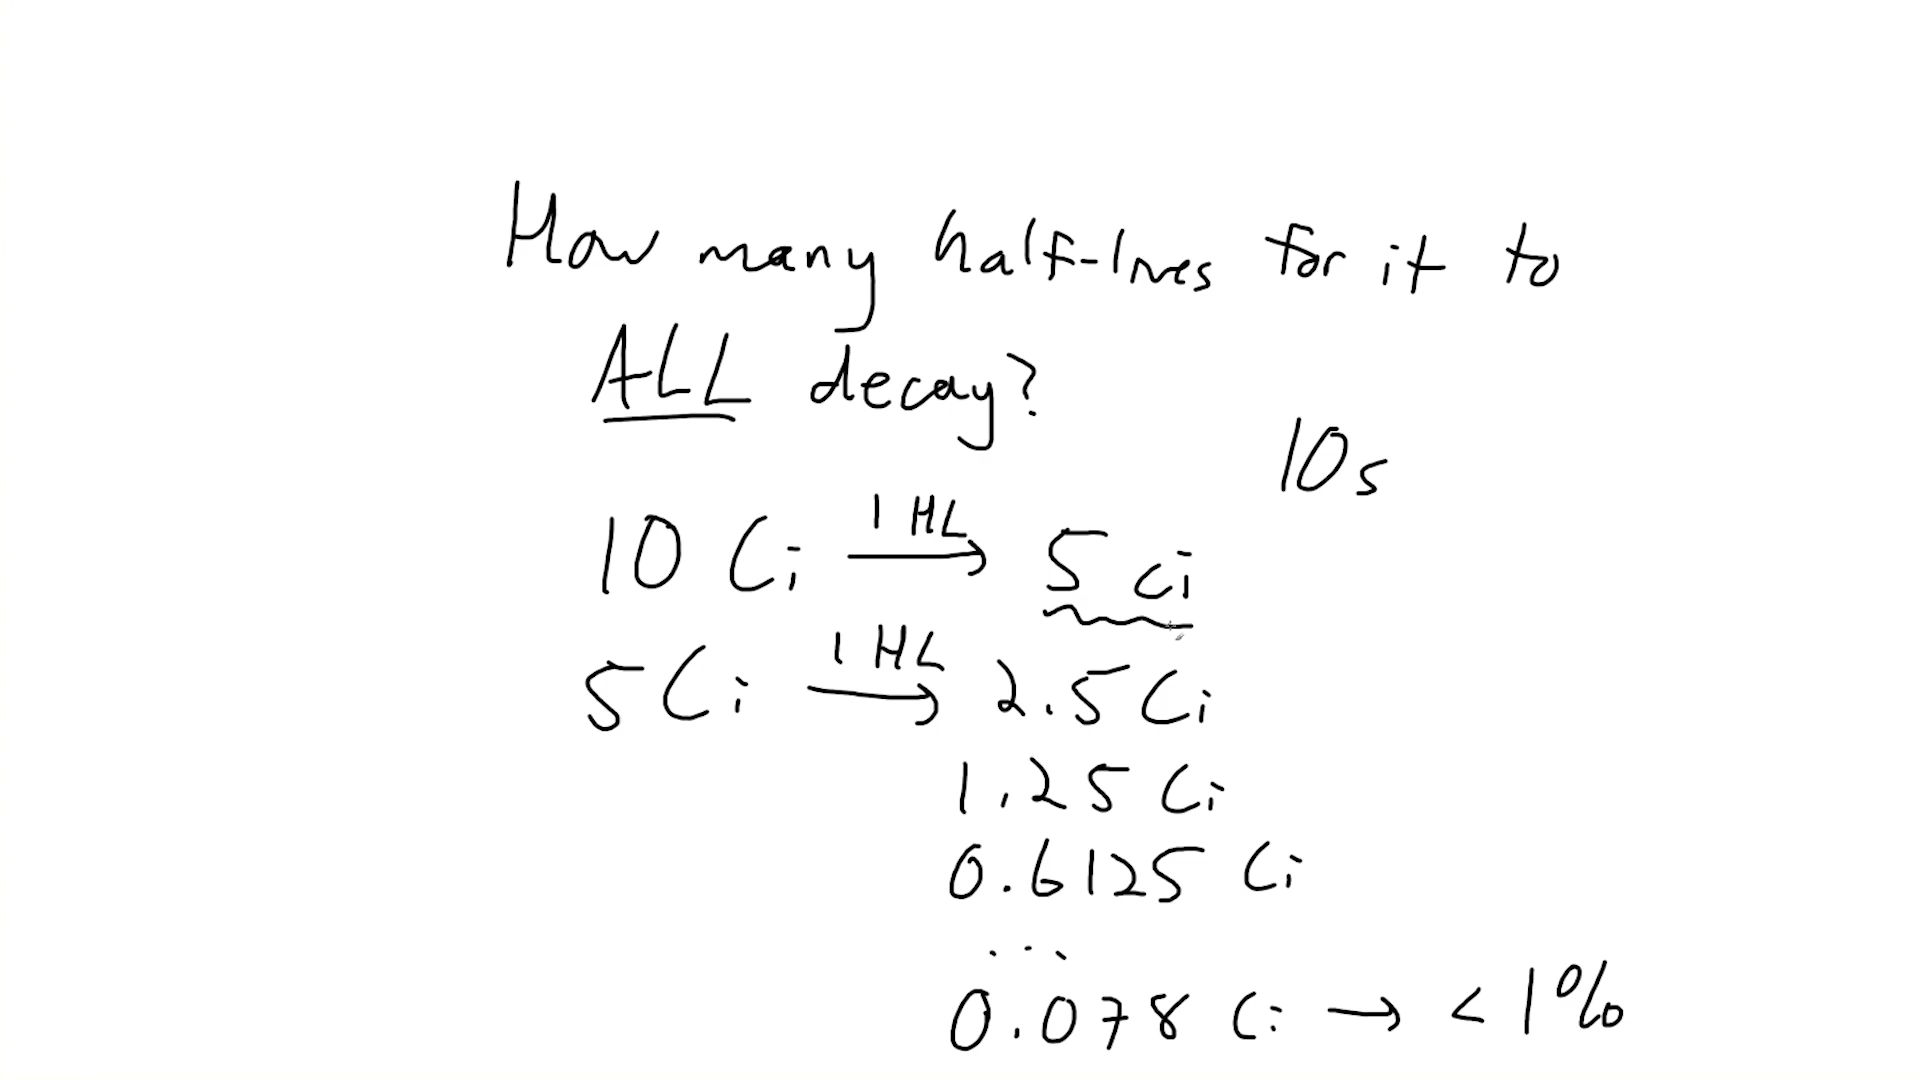 How many half-lives for it to
ALL decay?
10s
10 Ci 1 HL → 5 Ci
5 Ci 1 HL → 2.5 Ci
1.25 Ci
0.6125 Ci
...
0.078 Ci → < 1%